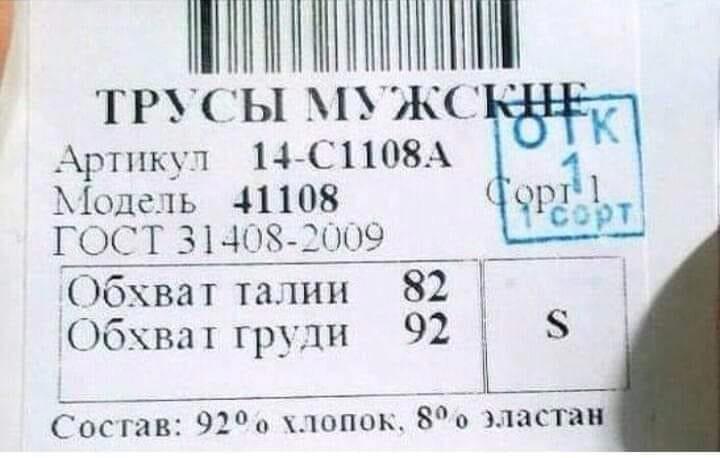 ТРУСЫ МУЖСКИЕ
Артикул 14-С1108А
Модель 41108 Сорт 1
ГОСТ 31408-2009
ОТК
1
1 сорт
Обхват талии 82
Обхват груди 92
S
Состав: 92% хлопок, 8% эластан